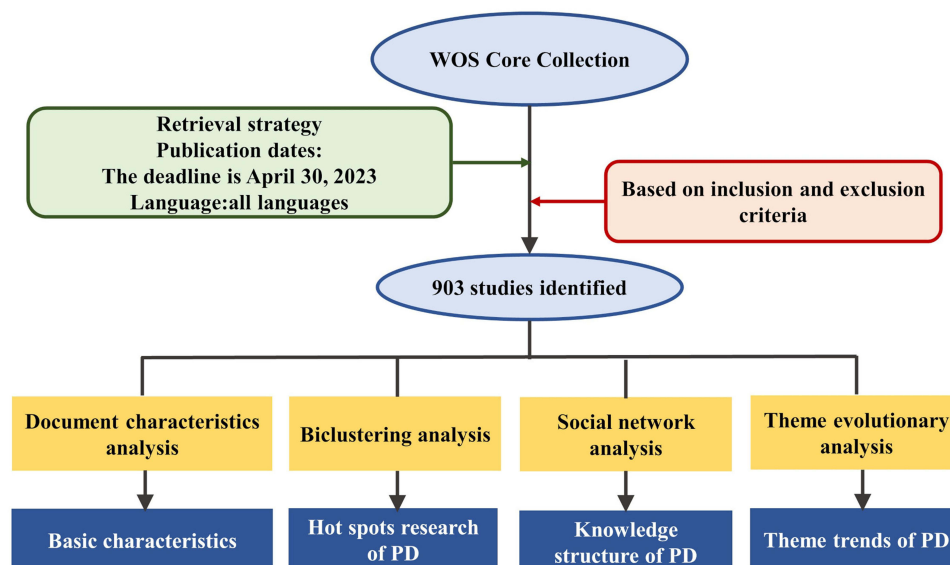 WOS Core Collection
Retrieval strategy
Publication dates:
The deadline is April 30, 2023
Language:all languages
Based on inclusion and exclusion
criteria
903 studies identified
Document characteristics
analysis
Biclustering analysis
Social network
analysis
Theme evolutionary
analysis
Basic characteristics
Hot spots research
of PD
Knowledge
structure of PD
Theme trends of PD